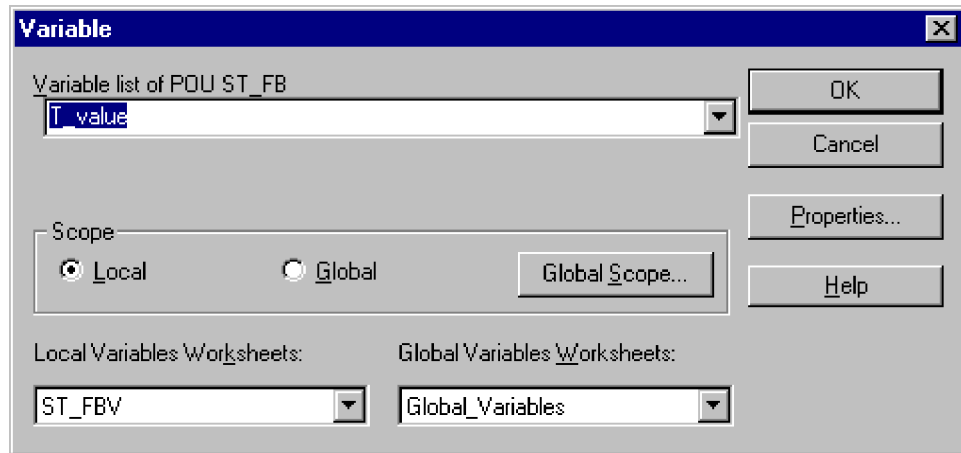 Variable
Variable list of POU ST_FB
T_value
OK
Cancel
Properties...
Scope
Local
Global
Global Scope...
Help
Local Variables Worksheets:
Global Variables Worksheets:
ST_FBV
Global_Variables